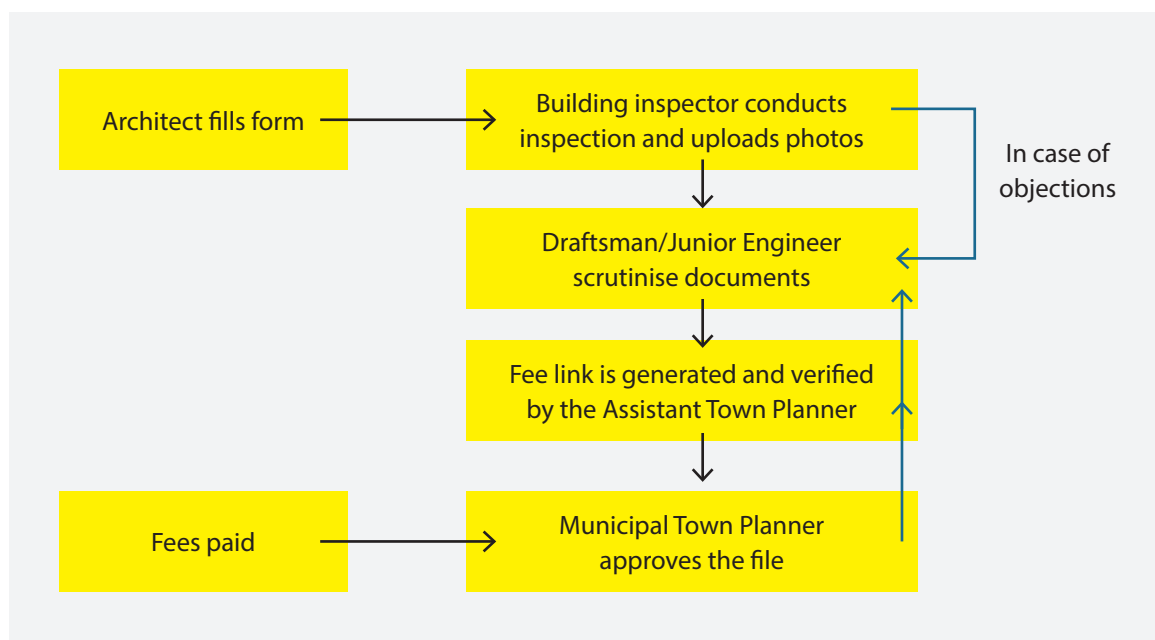 Architect fills form
Building inspector conducts
inspection and uploads photos
In case of
objections
Draftsman/Junior Engineer
scrutinise documents
Fee link is generated and verified
by the Assistant Town Planner
Fees paid
Municipal Town Planner
approves the file